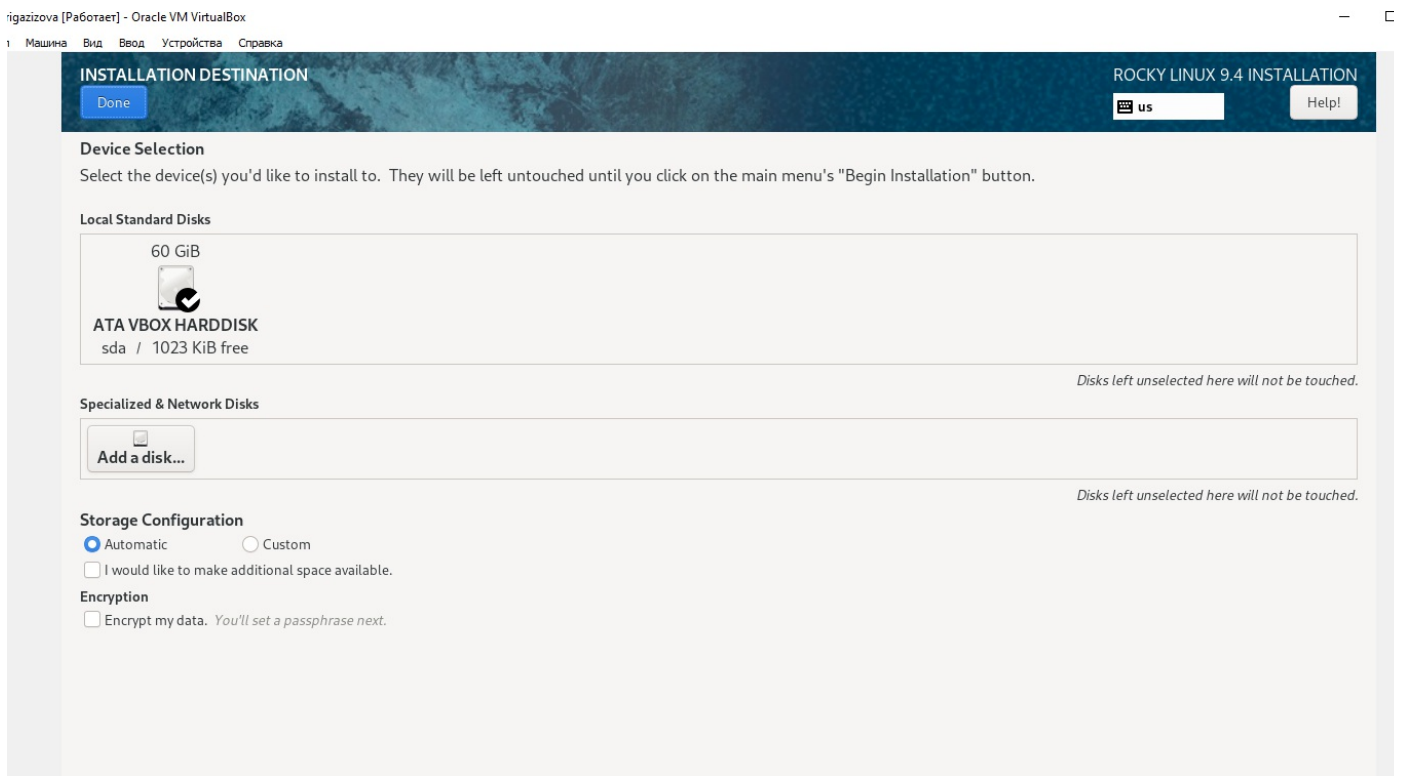 rigazizova [Работает] - Oracle VM VirtualBox
Машина Вид Ввод Устройства Справка
INSTALLATION DESTINATION
ROCKY LINUX 9.4 INSTALLATION
Done
us
Help!
Device Selection
Select the device(s) you'd like to install to. They will be left untouched until you click on the main menu's "Begin Installation" button.
Local Standard Disks
60 GiB
ATA VBOX HARDDISK
sda / 1023 KiB free
Disks left unselected here will not be touched.
Specialized & Network Disks
Add a disk...
Disks left unselected here will not be touched.
Storage Configuration
Automatic Custom
I would like to make additional space available.
Encryption
Encrypt my data. You'll set a passphrase next.